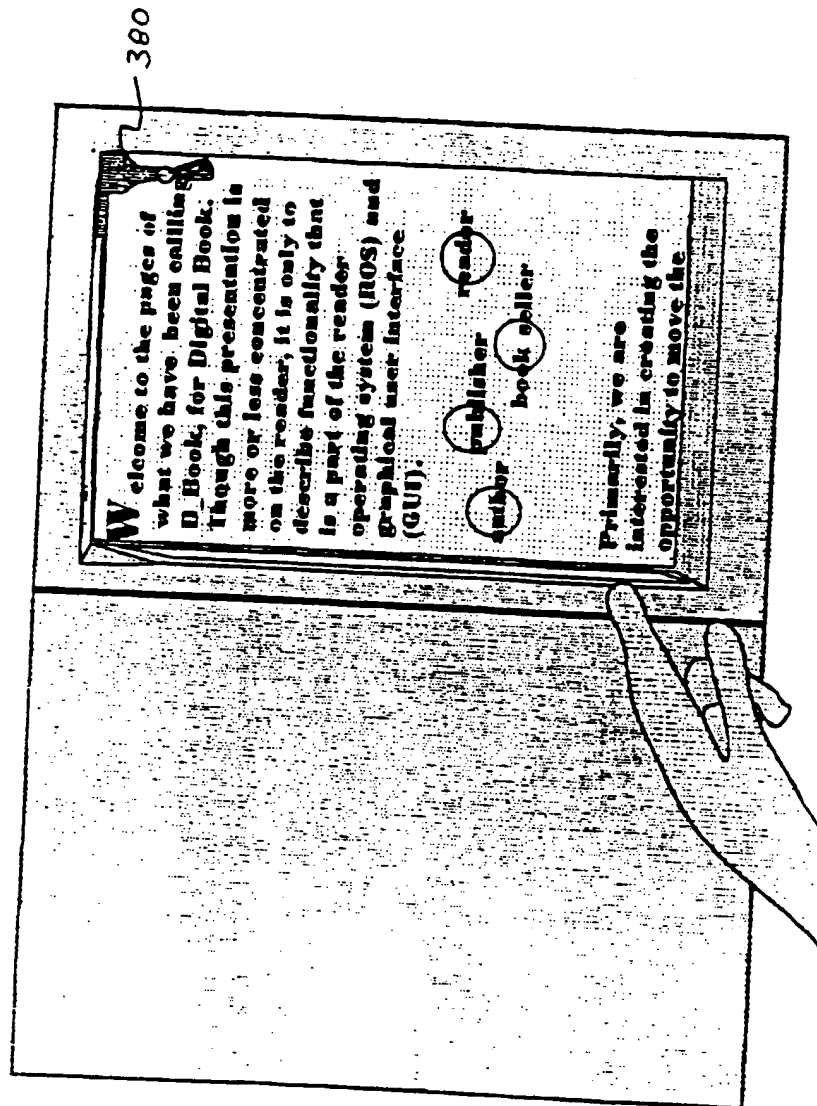 380
Welcome to the pages of
what we have been callling
D_Book, for Digital Book.
Though this presentation is
more or less concentrated
on the reader, it is only to
describe functionality that
is a part of the reader
operating system (ROS) and
graphical user interface
(GUI).
author publisher reader
book seller
Primarily, we are
interested in creating the
opportunity to move the